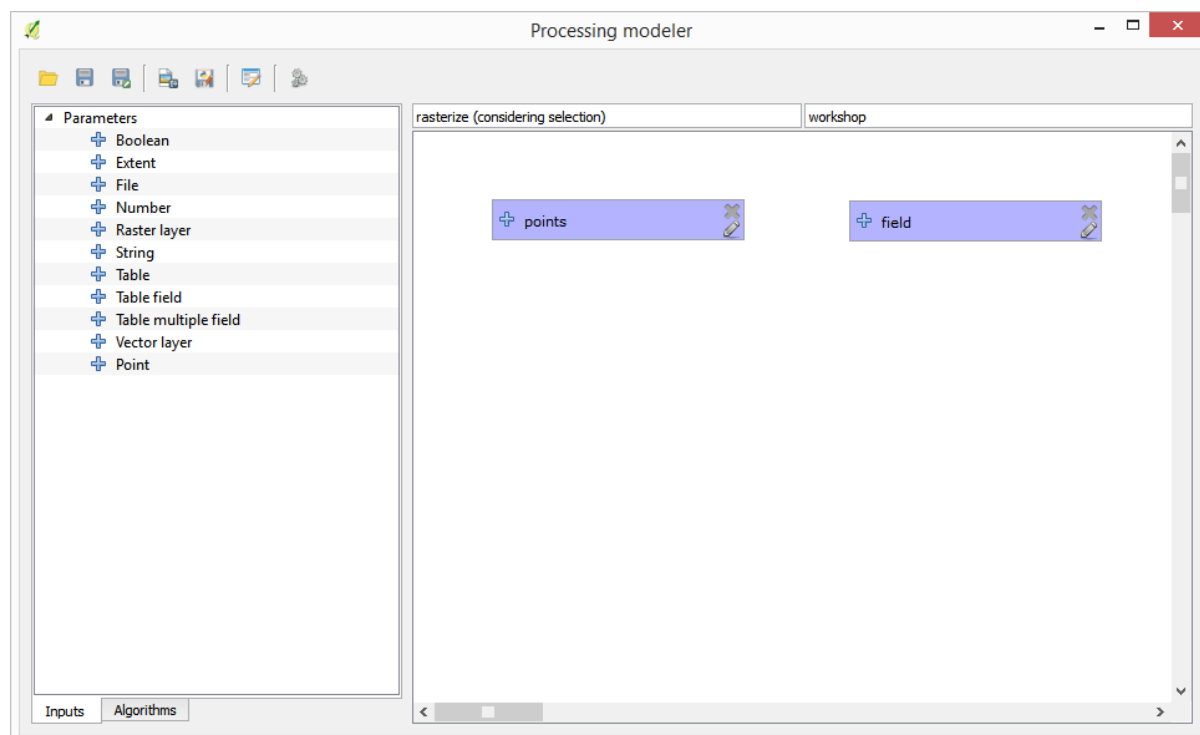 Processing modeler
Parameters
Boolean
Extent
File
Number
Raster layer
String
Table
Table field
Table multiple field
Vector layer
Point
Inputs
Algorithms
rasterize (considering selection)
workshop
points
field